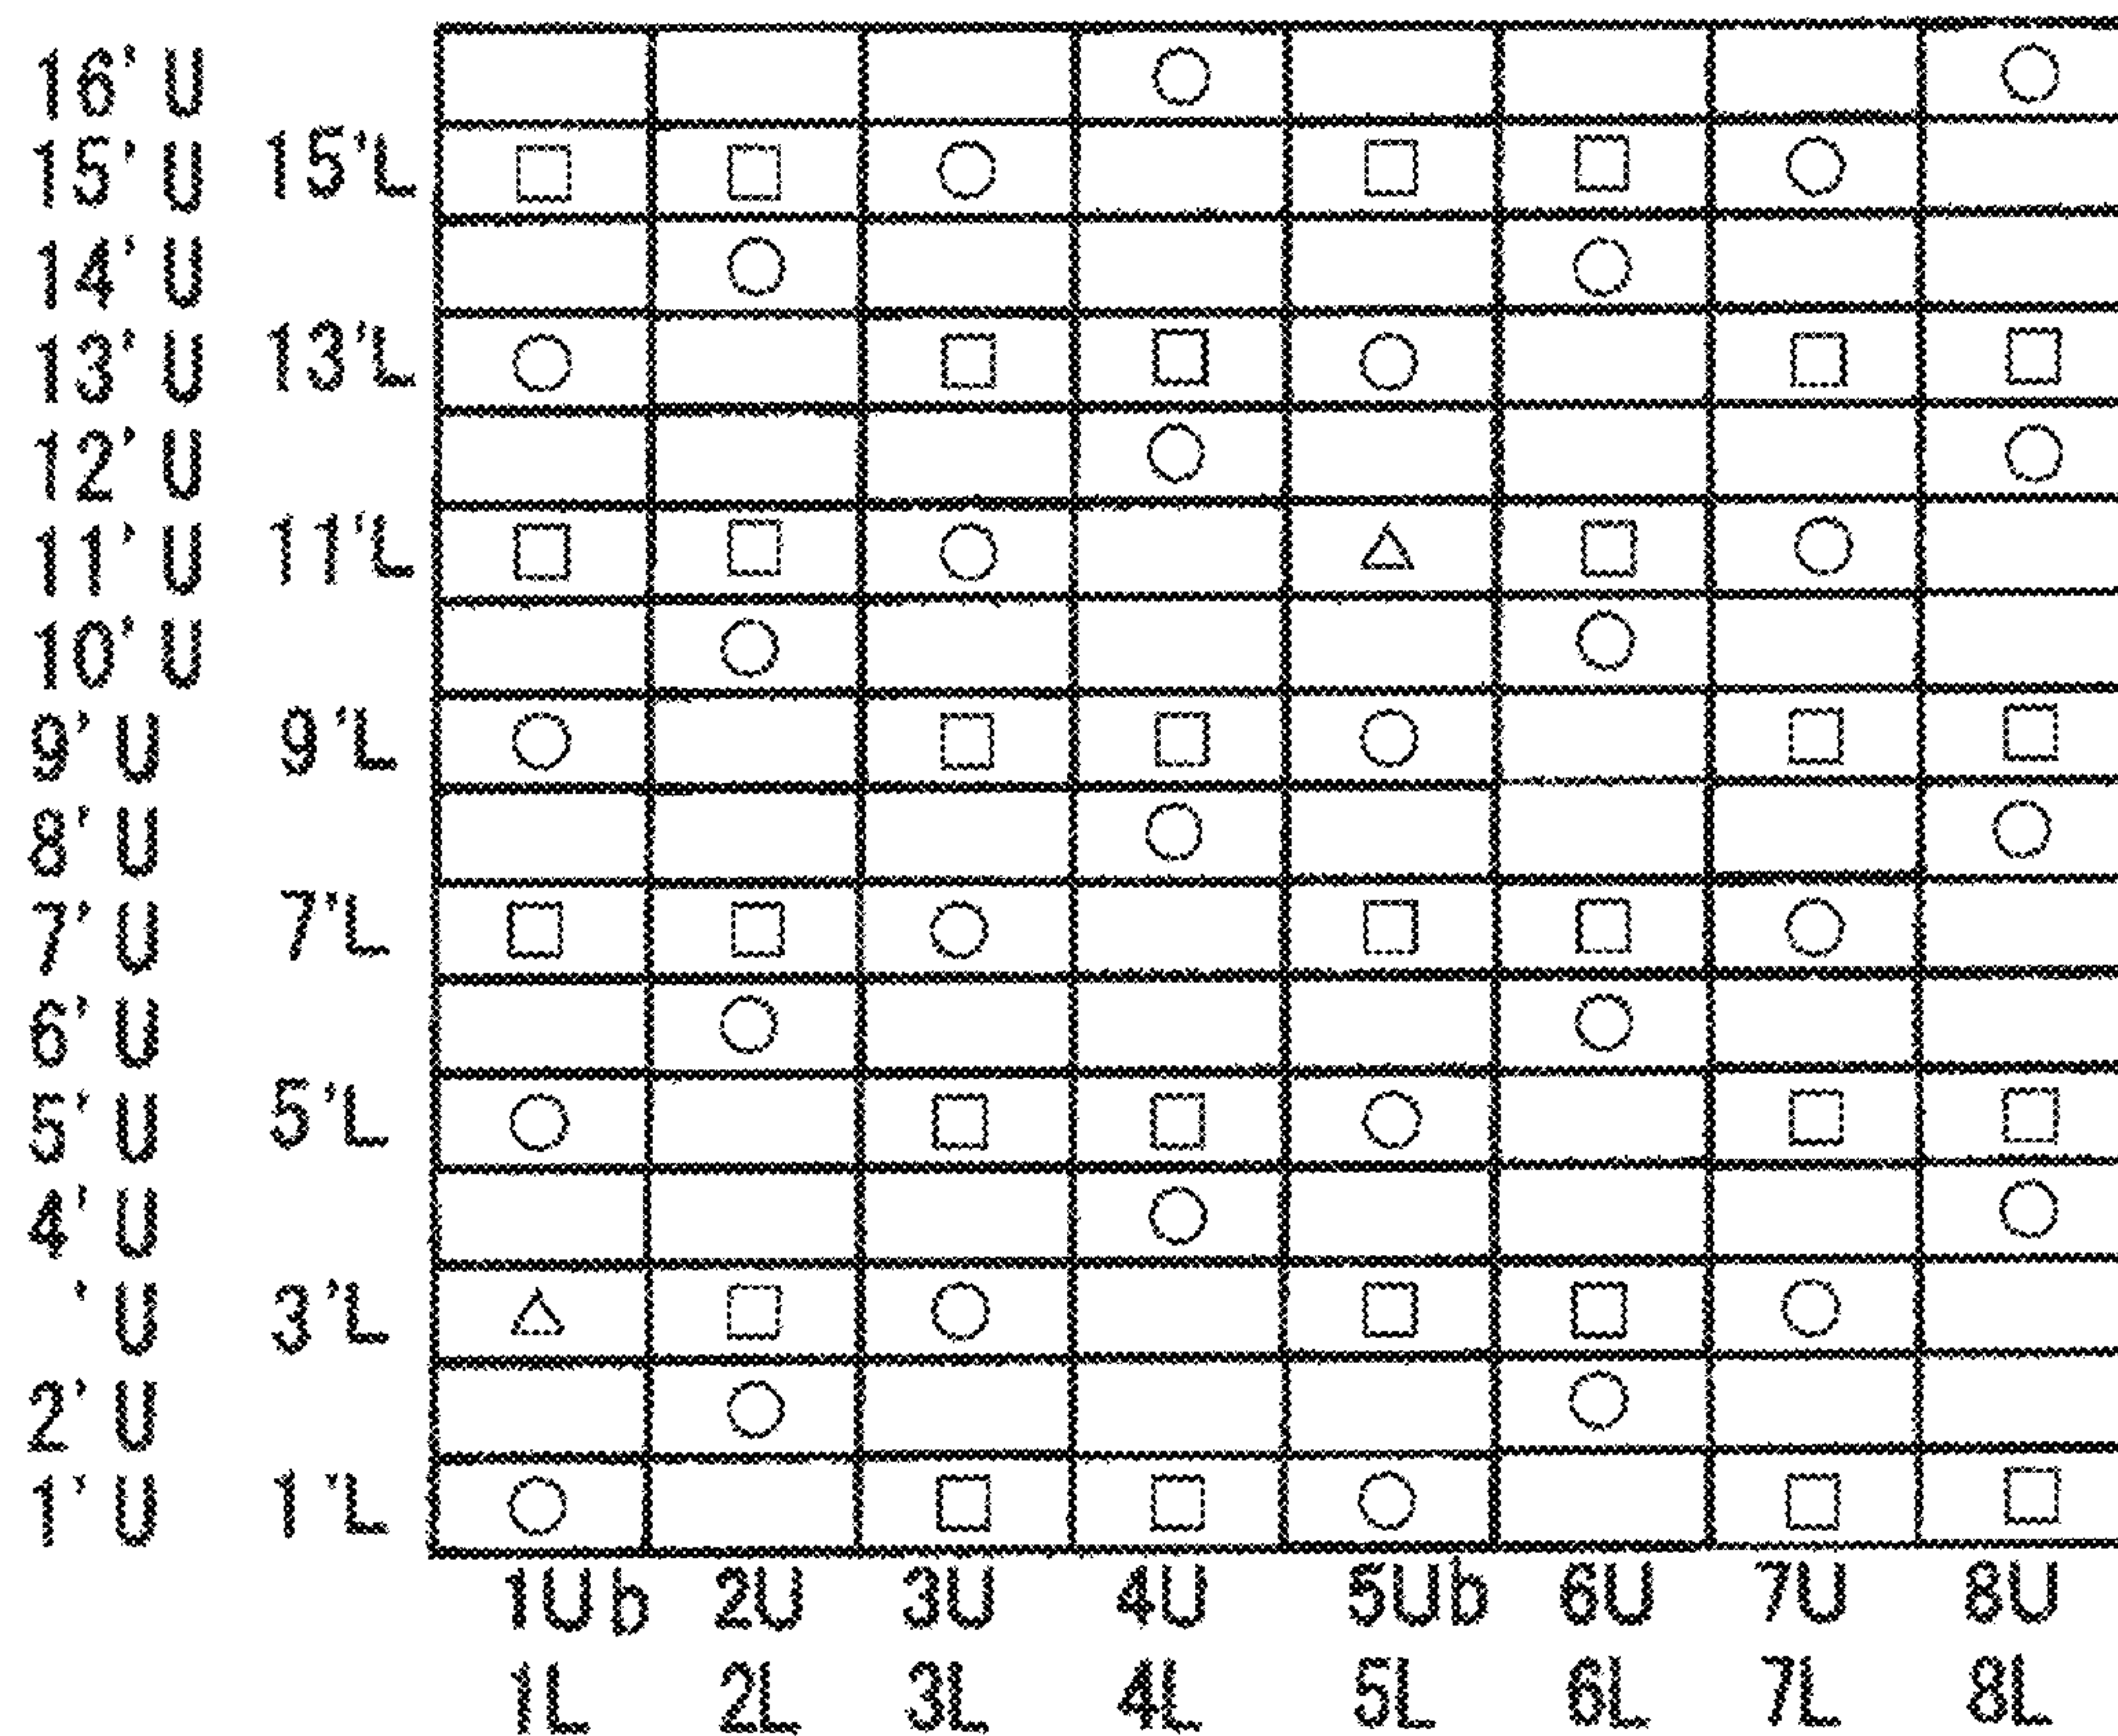 16'U
15'U 15'L
14'U
13'U 13'L
12'U
11'U 11'L
10'U
9'U 9'L
8'U
7'U 7'L
6'U
5'U 5'L
4'U
'U 3'L
2'U
1'U 1'L
1Ub 2U 3U 4U 5Ub 6U 7U 8U
1L 2L 3L 4L 5L 6L 7L 8L